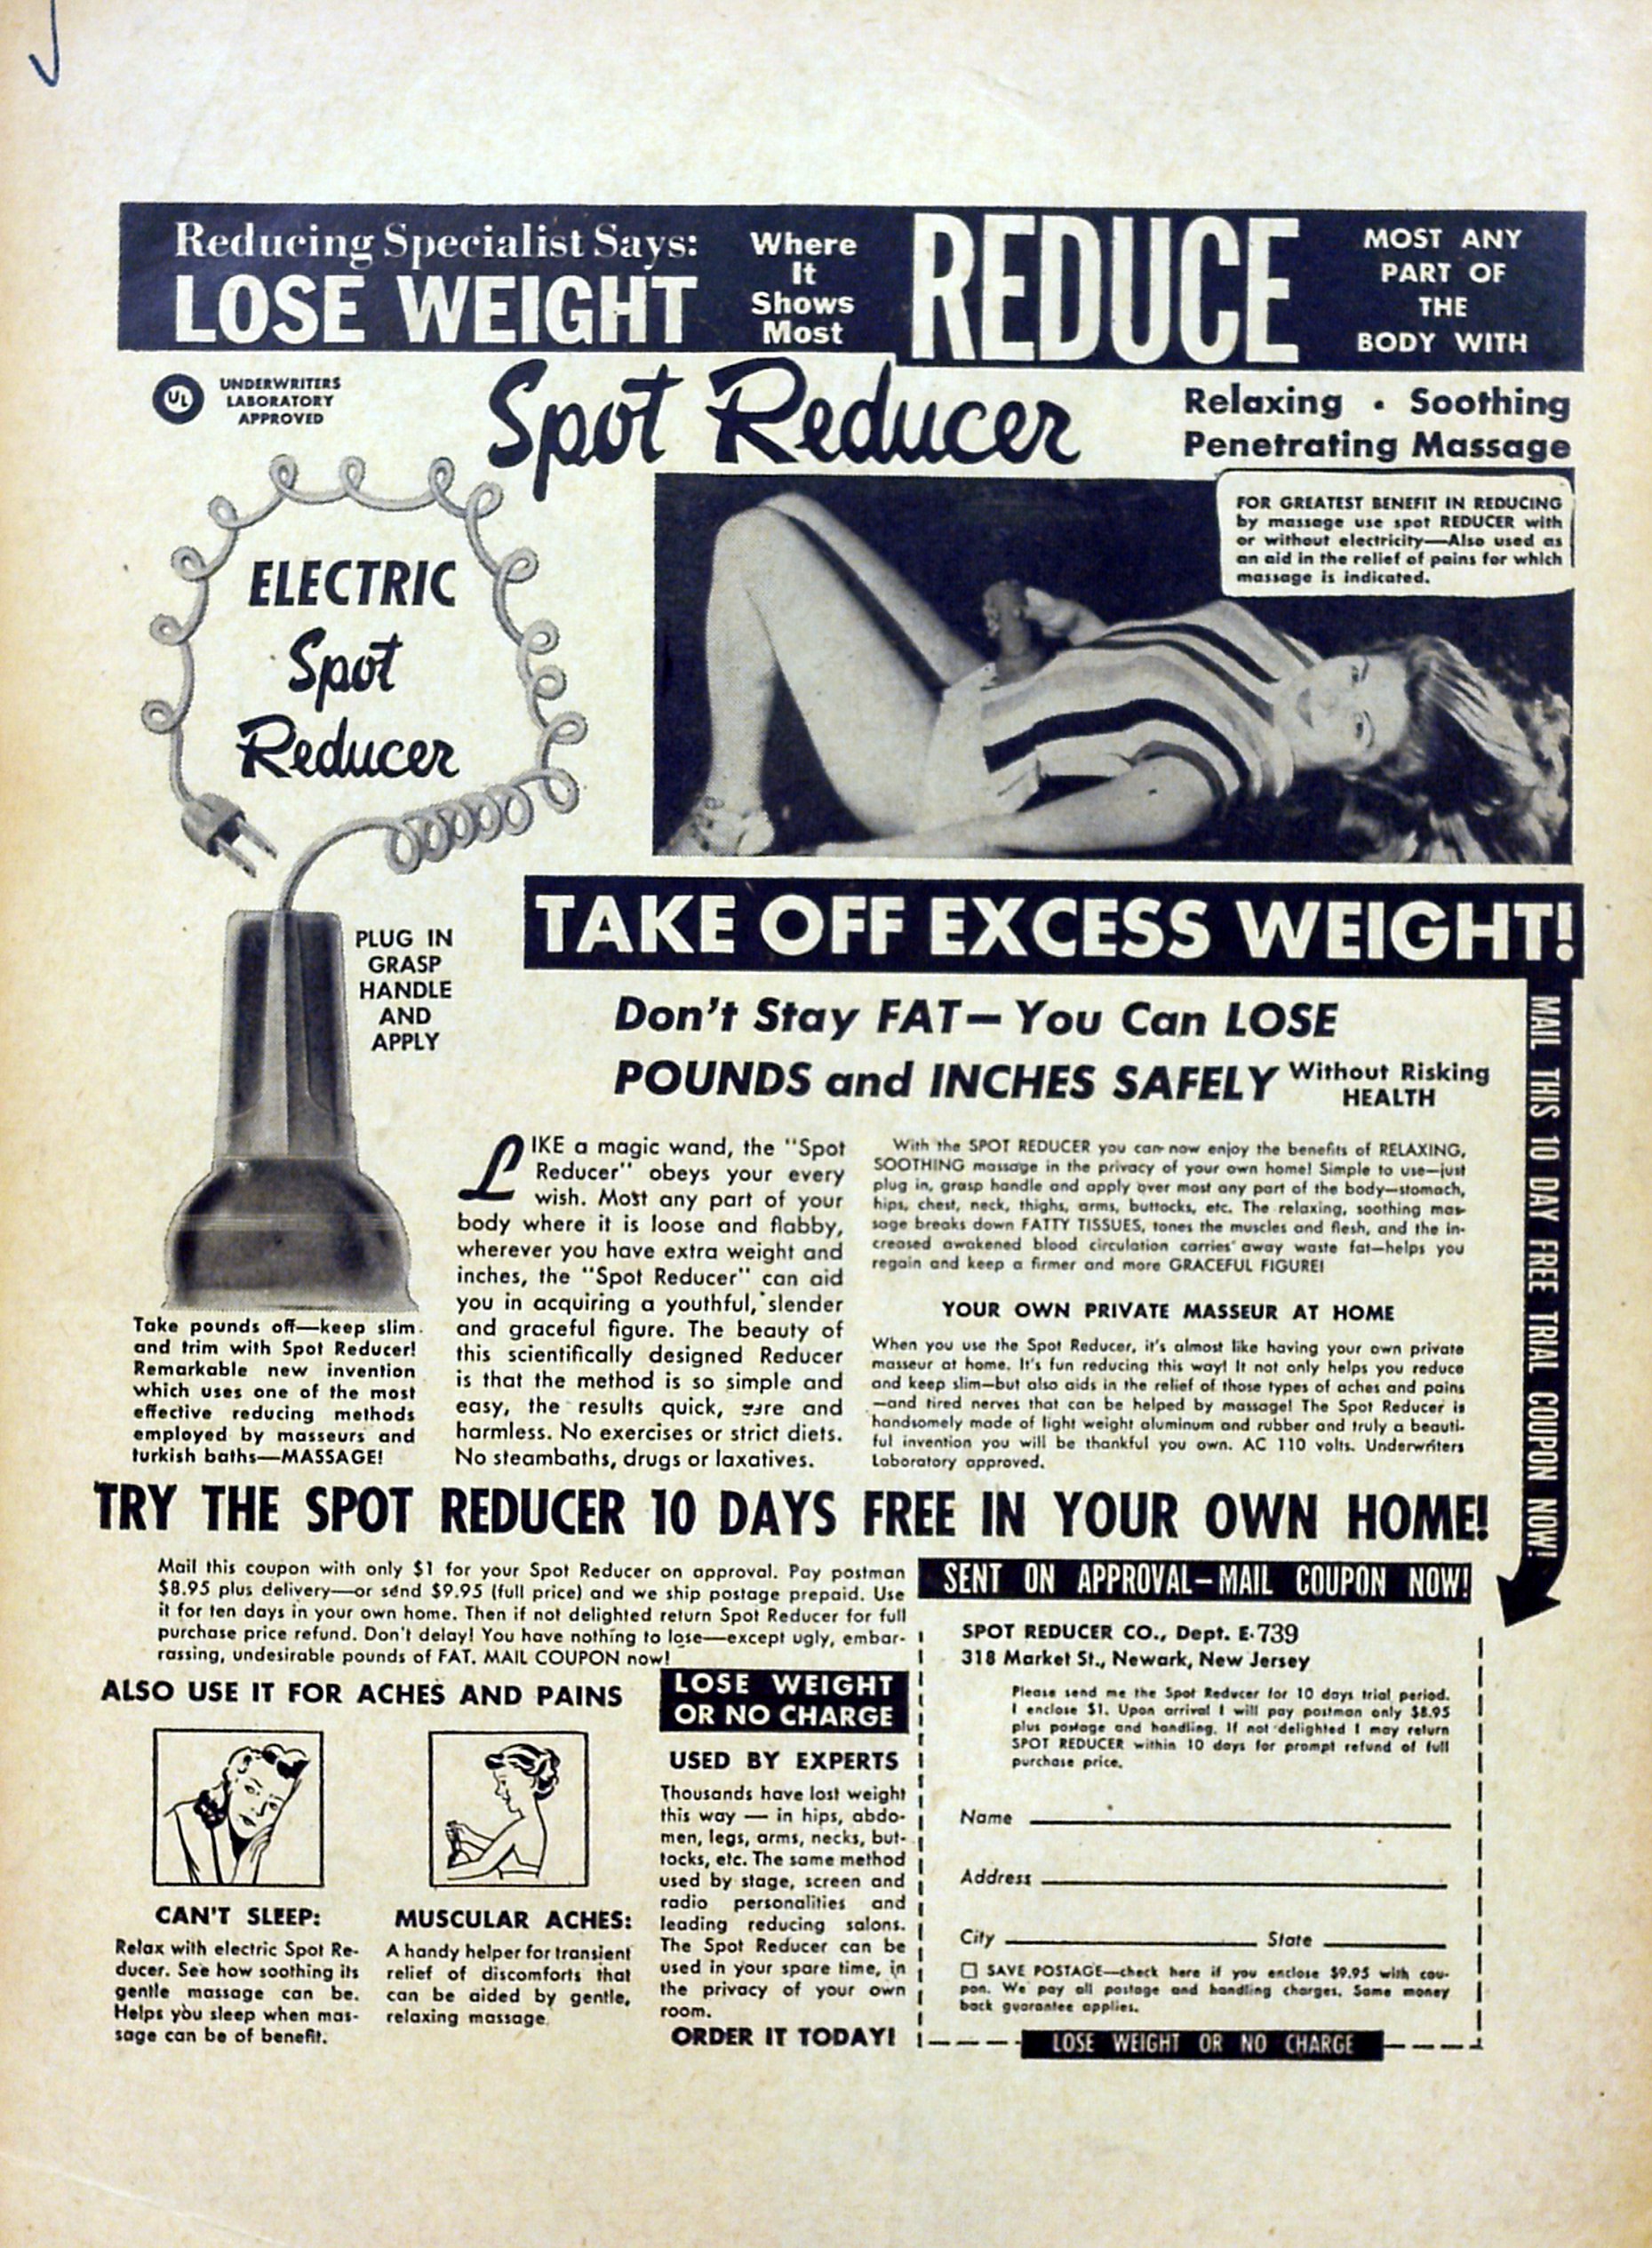 Reducing Specialist Says:
LOSE WEIGHT
Where
It
Shows
Most
REDUCE
MOST ANY
PART OF
THE
BODY WITH
UL
UNDERWRITERS
LABORATORY
APPROVED
Spot Reducer
Relaxing • Soothing
Penetrating Massage
FOR GREATEST BENEFIT IN REDUCING
by massage use spot REDUCER with
or without electricity—Also used as
an aid in the relief of pains for which
massage is indicated.
ELECTRIC
Spot
Reducer
PLUG IN
GRASP
HANDLE
AND
APPLY
TAKE OFF EXCESS WEIGHT!
Don't Stay FAT—You Can LOSE
POUNDS and INCHES SAFELY Without Risking
HEALTH
MAIL THIS 10 DAY FREE TRIAL COUPON NOW!
Take pounds off—keep slim
and trim with Spot Reducer!
Remarkable new invention
which uses one of the most
effective reducing methods
employed by masseurs and
turkish baths—MASSAGE!
LIKE a magic wand, the "Spot
Reducer" obeys your every
wish. Most any part of your
body where it is loose and flabby,
wherever you have extra weight and
inches, the "Spot Reducer" can aid
you in acquiring a youthful, slender
and graceful figure. The beauty of
this scientifically designed Reducer
is that the method is so simple and
easy, the results quick, sure and
harmless. No exercises or strict diets.
No steambaths, drugs or laxatives.
With the SPOT REDUCER you can now enjoy the benefits of RELAXING,
SOOTHING massage in the privacy of your own home! Simple to use—just
plug in, grasp handle and apply over most any part of the body—stomach,
hips, chest, neck, thighs, arms, buttocks, etc. The relaxing, soothing mas-
sage breaks down FATTY TISSUES, tones the muscles and flesh, and the in-
creased awakened blood circulation carries away waste fat—helps you
regain and keep a firmer and more GRACEFUL FIGURE!
YOUR OWN PRIVATE MASSEUR AT HOME
When you use the Spot Reducer, it's almost like having your own private
masseur at home. It's fun reducing this way! It not only helps you reduce
and keep slim—but also aids in the relief of those types of aches and pains
—and tired nerves that can be helped by massage! The Spot Reducer is
handsomely made of light weight aluminum and rubber and truly a beauti-
ful invention you will be thankful you own. AC 110 volts. Underwriters
Laboratory approved.
TRY THE SPOT REDUCER 10 DAYS FREE IN YOUR OWN HOME!
Mail this coupon with only $1 for your Spot Reducer on approval. Pay postman
$8.95 plus delivery—or send $9.95 (full price) and we ship postage prepaid. Use
it for ten days in your own home. Then if not delighted return Spot Reducer for full
purchase price refund. Don't delay! You have nothing to lose—except ugly, embar-
rassing, undesirable pounds of FAT. MAIL COUPON now!
ALSO USE IT FOR ACHES AND PAINS
CAN'T SLEEP:
Relax with electric Spot Re-
ducer. See how soothing its
gentle massage can be.
Helps you sleep when mas-
sage can be of benefit.
MUSCULAR ACHES:
A handy helper for transient
relief of discomforts that
can be aided by gentle,
relaxing massage.
LOSE WEIGHT
OR NO CHARGE
USED BY EXPERTS
Thousands have lost weight
this way — in hips, abdo-
men, legs, arms, necks, but-
tocks, etc. The same method
used by stage, screen and
radio personalities and
leading reducing salons.
The Spot Reducer can be
used in your spare time, in
the privacy of your own
room.
ORDER IT TODAY!
SENT ON APPROVAL—MAIL COUPON NOW!
SPOT REDUCER CO., Dept. E-739
318 Market St., Newark, New Jersey
Please send me the Spot Reducer for 10 days trial period.
I enclose $1. Upon arrival I will pay postman only $8.95
plus postage and handling. If not delighted I may return
SPOT REDUCER within 10 days for prompt refund of full
purchase price.
Name
Address
City State
SAVE POSTAGE—check here if you enclose $9.95 with cou-
pon. We pay all postage and handling charges. Same money
back guarantee applies.
LOSE WEIGHT OR NO CHARGE